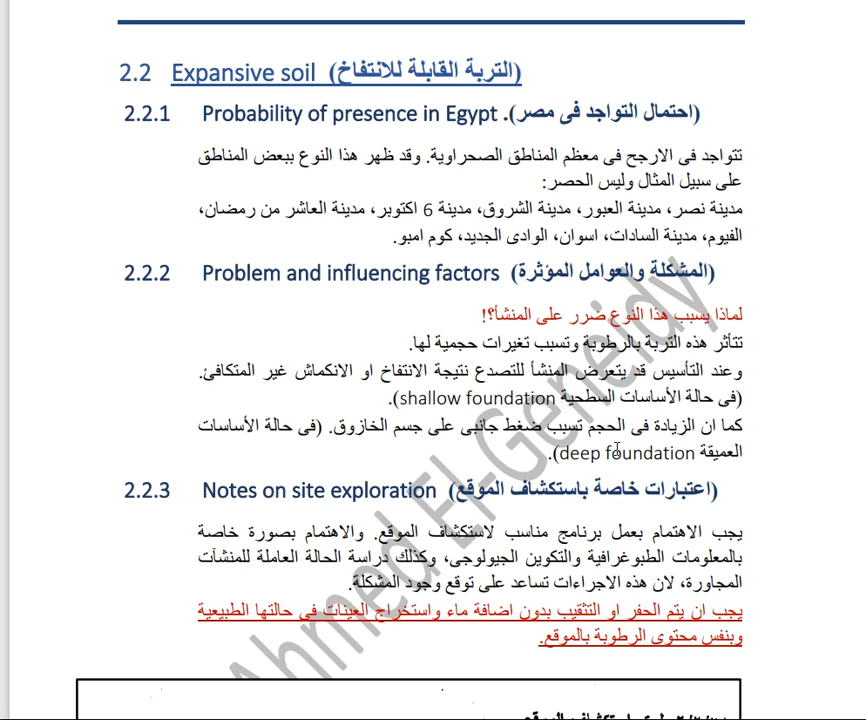 2.2 Expansive soil (التربة القابلة للانتفاخ)
2.2.1 Probability of presence in Egypt .(احتمال التواجد فى مصر)
تتواجد فى الارجح فى معظم المناطق الصحراوية. وقد ظهر هذا النوع ببعض المناطق
على سبيل المثال وليس الحصر:
مدينة نصر، مدينة العبور، مدينة الشروق، مدينة 6 اكتوبر، مدينة العاشر من رمضان،
الفيوم، مدينة السادات، اسوان، الوادى الجديد، كوم امبو.
2.2.2 Problem and influencing factors (المشكلة والعوامل المؤثرة)
لماذا يسبب هذا النوع ضرر على المنشأ؟!
تتأثر هذه التربة بالرطوبة وتسبب تغيرات حجمية لها.
وعند التأسيس قد يتعرض المنشأ للتصدع نتيجة الانتفاخ او الانكماش غير المتكافئ.
(فى حالة الأساسات السطحية shallow foundation).
كما ان الزيادة فى الحجم تسبب ضغط جانبى على جسم الخازوق. (فى حالة الأساسات
العميقة deep foundation).
2.2.3 Notes on site exploration (اعتبارات خاصة باستكشاف الموقع)
يجب الاهتمام بعمل برنامج مناسب لاستكشاف الموقع. والاهتمام بصورة خاصة
بالمعلومات الطبوغرافية والتكوين الجيولوجى، وكذلك دراسة الحالة العاملة للمنشآت
المجاورة، لان هذه الاجراءات تساعد على توقع وجود المشكلة.
يجب ان يتم الحفر او التثقيب بدون اضافة ماء واستخراج العينات فى حالتها الطبيعية
وبنفس محتوى الرطوبة بالموقع.
Ahmed El-Geneidy